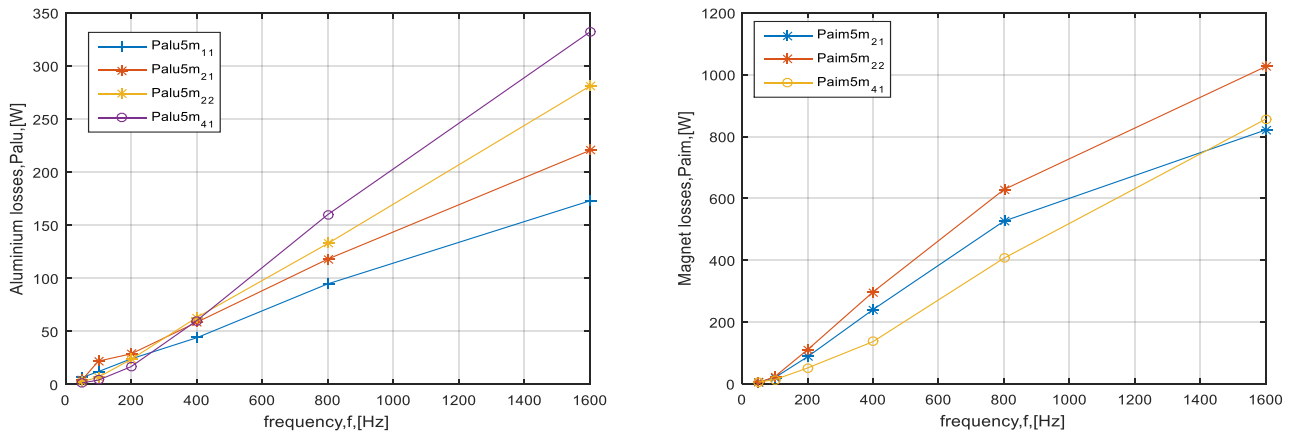 350
300
250
200
150
100
50
0
Aluminium losses,Palu,[W]
Palu5m11
Palu5m21
Palu5m22
Palu5m41
0 200 400 600 800 1000 1200 1400 1600
frequency,f,[Hz]
1200
1000
800
600
400
200
0
Magnet losses,Paim,[W]
Paim5m21
Paim5m22
Paim5m41
0 200 400 600 800 1000 1200 1400 1600
frequency,f,[Hz]